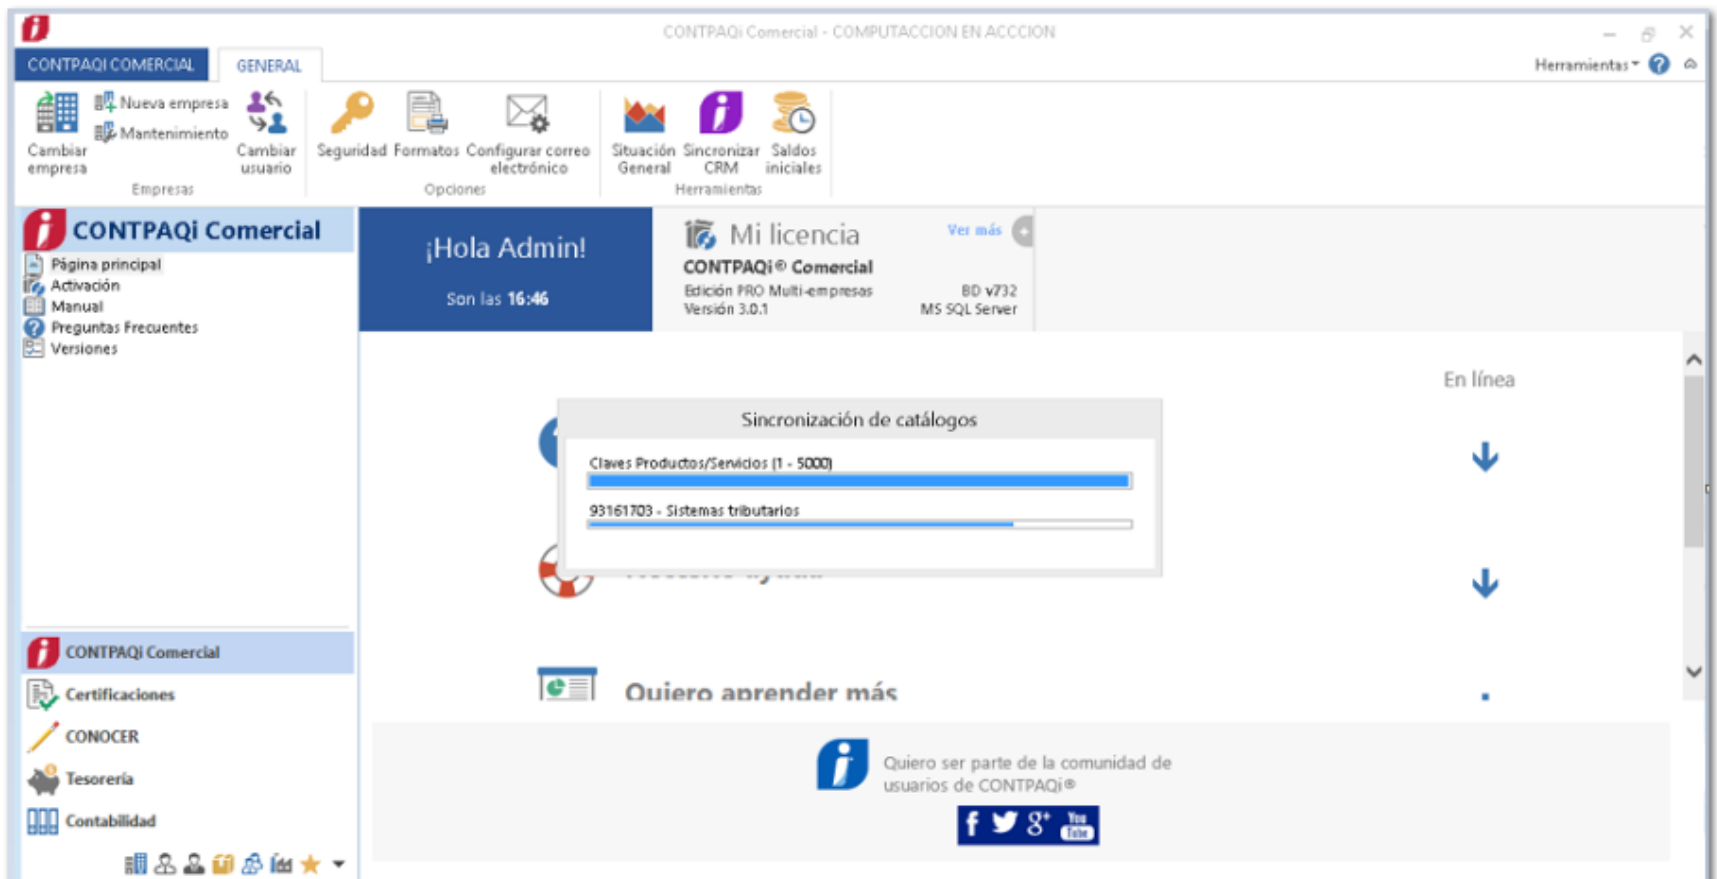 CONTPAQi Comercial - COMPUTACCION EN ACCCION
CONTPAQI COMERCIAL
GENERAL
Herramientas
Nueva empresa
Mantenimiento
Cambiar
empresa
Cambiar
usuario
Empresas
Seguridad
Formatos
Configurar correo
electrónico
Opciones
Situación
General
Sincronizar
CRM
Saldos
iniciales
Herramientas
CONTPAQi Comercial
Página principal
Activación
Manual
Preguntas Frecuentes
Versiones
¡Hola Admin!
Son las 16:46
Mi licencia
Ver más
CONTPAQi® Comercial
Edición PRO Multi-empresas
BD v732
Versión 3.0.1
MS SQL Server
En línea
Sincronización de catálogos
Claves Productos/Servicios (1 - 5000)
93161703 - Sistemas tributarios
Quiero aprender más
CONTPAQi Comercial
Certificaciones
CONOCER
Tesorería
Contabilidad
Quiero ser parte de la comunidad de
usuarios de CONTPAQi®
f g+ You Tube